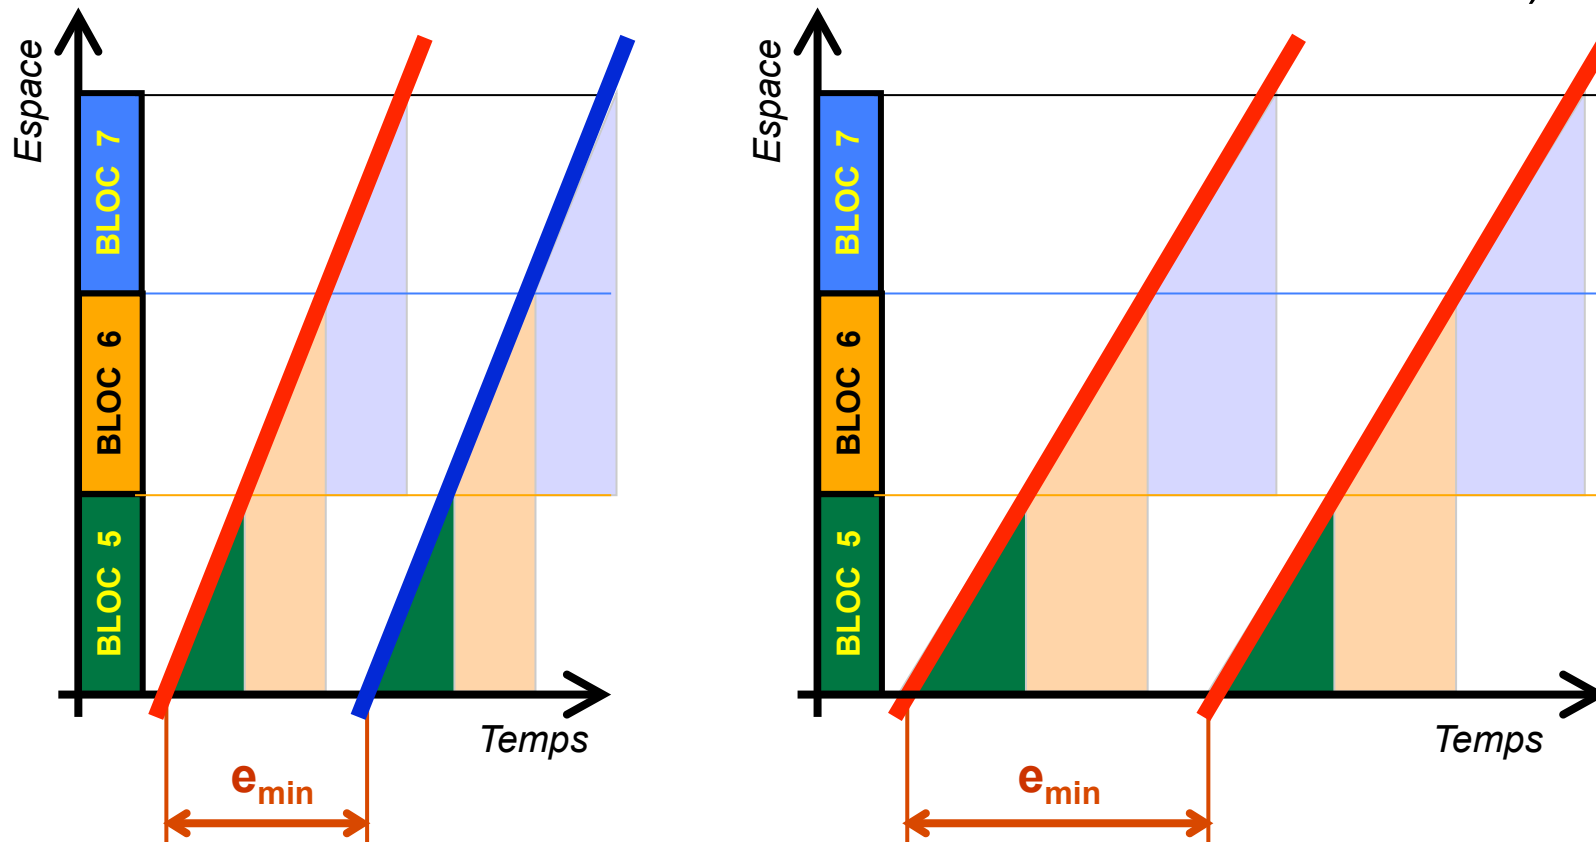 Espace
BLOC 7
BLOC 6
BLOC 5
Temps
emin
Espace
BLOC 7
BLOC 6
BLOC 5
Temps
emin